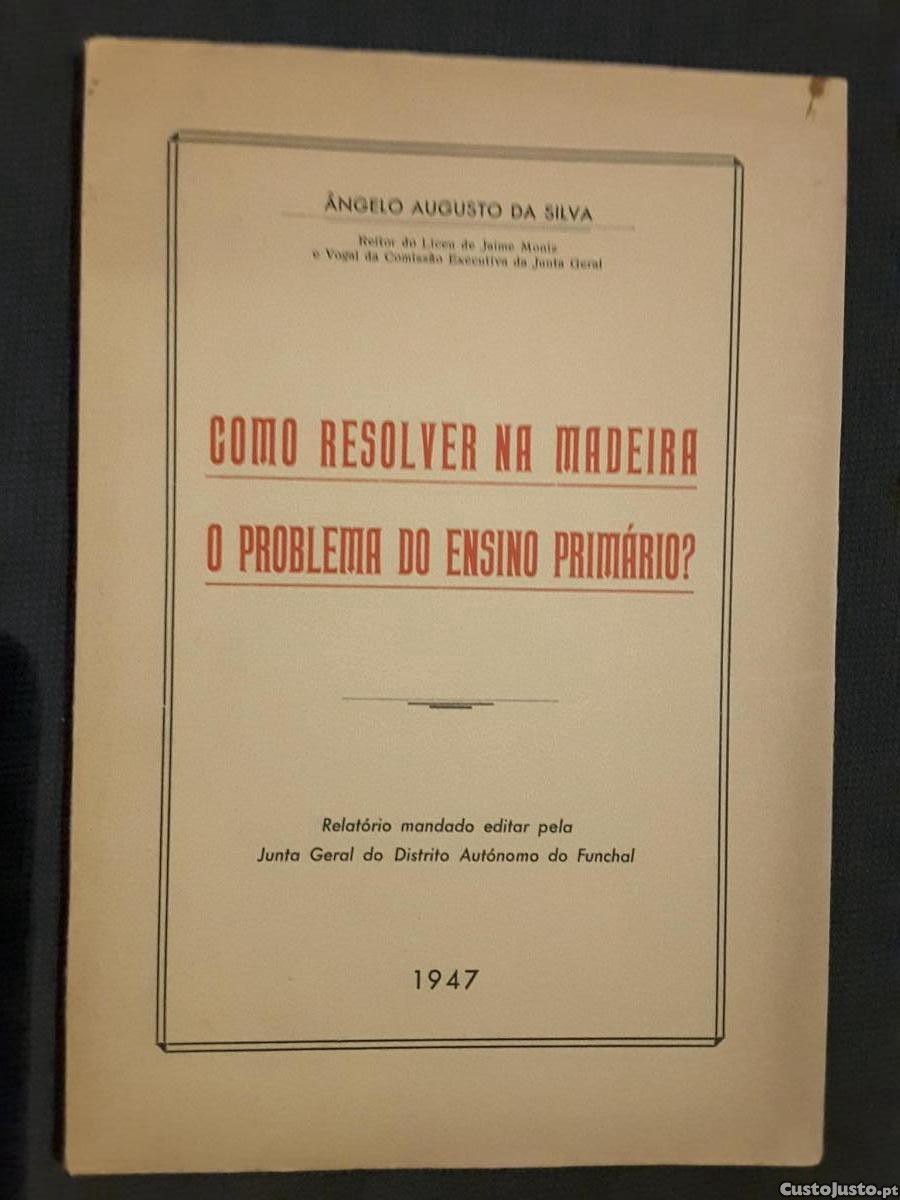 ÂNGELO AUGUSTO DA SILVA
Reitor do Liceu de Jaime Moniz
e Vogal da Comissão Executiva da Junta Geral
COMO RESOLVER NA MADEIRA
O PROBLEMA DO ENSINO PRIMÁRIO?
Relatório mandado editar pela
Junta Geral do Distrito Autónomo do Funchal
1947
CustoJusto.pt